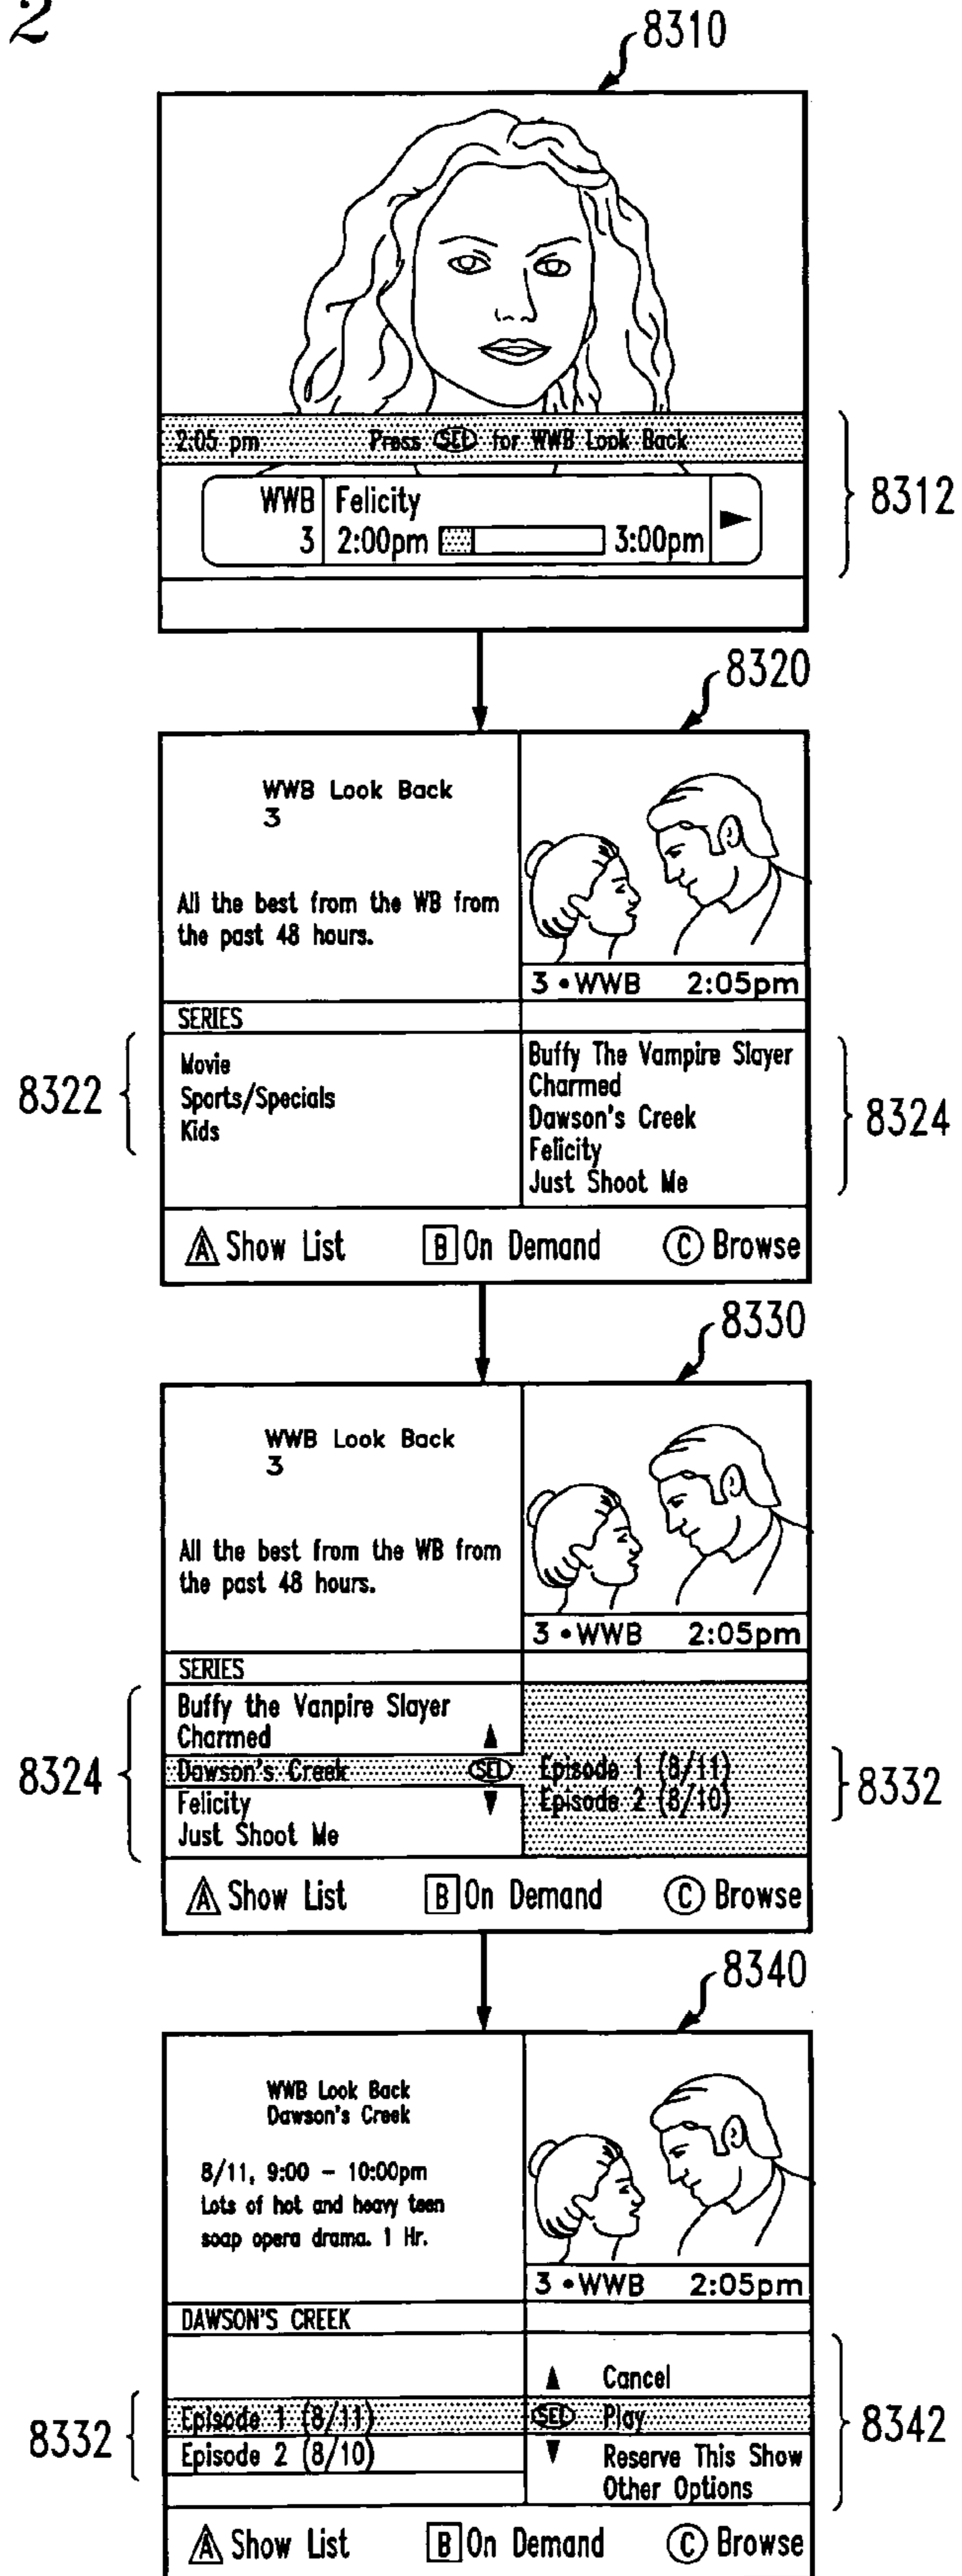 2
8310
2:05 pm Press SEL for WWB Look Back
WWB Felicity
3 2:00pm 3:00pm
8312
8320
WWB Look Back
3
All the best from the WB from
the past 48 hours.
3 •WWB 2:05pm
SERIES
8322
Movie
Sports/Specials
Kids
Buffy The Vampire Slayer
Charmed
Dawson's Creek
Felicity
Just Shoot Me
8324
A Show List B On Demand C Browse
8330
WWB Look Back
3
All the best from the WB from
the past 48 hours.
3 •WWB 2:05pm
SERIES
8324
Buffy the Vanpire Slayer
Charmed
Dawson's Creek SEL
Felicity
Just Shoot Me
Episode 1 (8/11)
Episode 2 (8/10)
8332
A Show List B On Demand C Browse
8340
WWB Look Back
Dawson's Creek
8/11, 9:00 – 10:00pm
Lots of hot and heavy teen
soap opera drama. 1 Hr.
3 •WWB 2:05pm
DAWSON'S CREEK
8332
Episode 1 (8/11)
Episode 2 (8/10)
Cancel
SEL Play
Reserve This Show
Other Options
8342
A Show List B On Demand C Browse